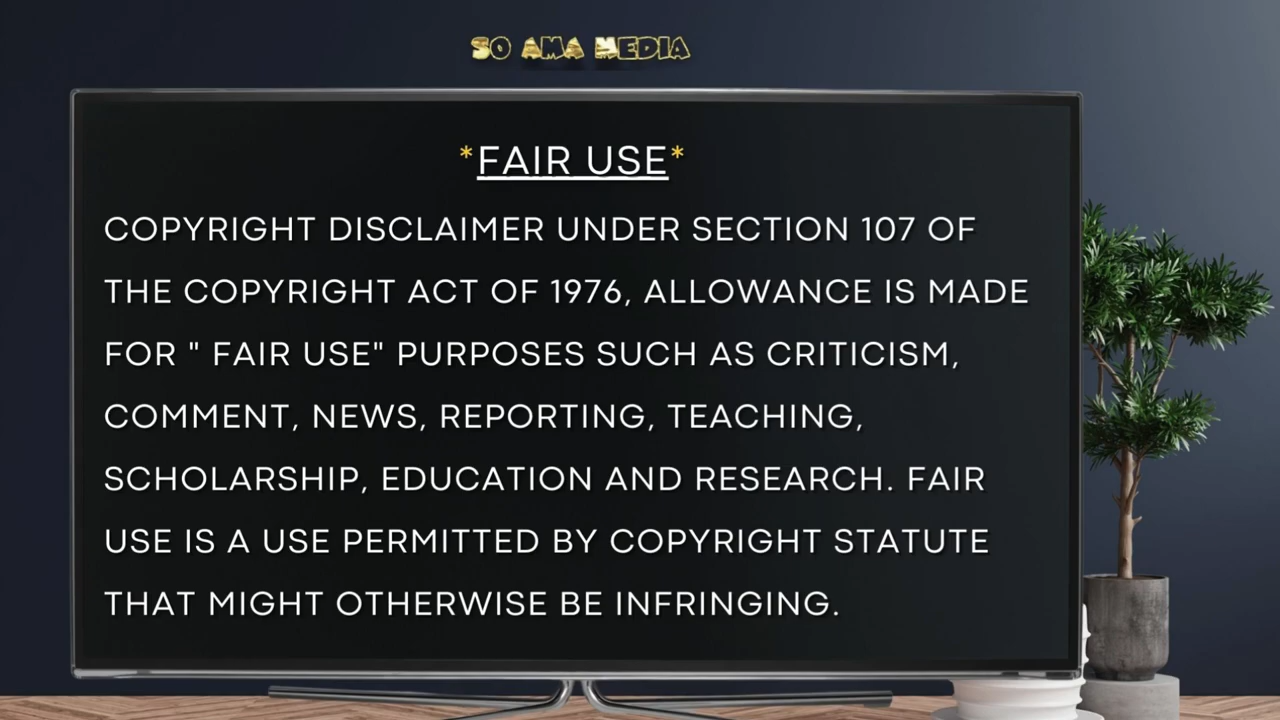 SO AMA MEDIA
*FAIR USE*
COPYRIGHT DISCLAIMER UNDER SECTION 107 OF
THE COPYRIGHT ACT OF 1976, ALLOWANCE IS MADE
FOR " FAIR USE" PURPOSES SUCH AS CRITICISM,
COMMENT, NEWS, REPORTING, TEACHING,
SCHOLARSHIP, EDUCATION AND RESEARCH. FAIR
USE IS A USE PERMITTED BY COPYRIGHT STATUTE
THAT MIGHT OTHERWISE BE INFRINGING.